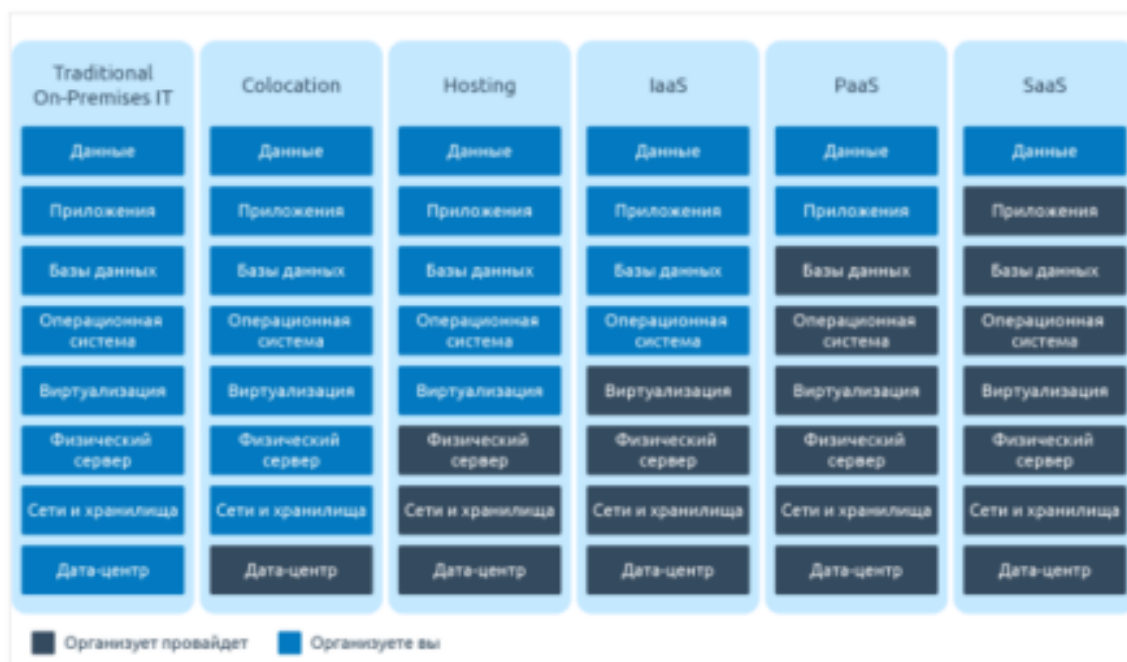 Traditional
On-Premises IT
Colocation
Hosting
IaaS
PaaS
SaaS
Данные
Данные
Данные
Данные
Данные
Данные
Приложения
Приложения
Приложения
Приложения
Приложения
Приложения
Базы данных
Базы данных
Базы данных
Базы данных
Базы данных
Базы данных
Операционная
система
Операционная
система
Операционная
система
Операционная
система
Операционная
система
Операционная
система
Виртуализация
Виртуализация
Виртуализация
Виртуализация
Виртуализация
Виртуализация
Физический
сервер
Физический
сервер
Физический
сервер
Физический
сервер
Физический
сервер
Физический
сервер
Сети и хранилища
Сети и хранилища
Сети и хранилища
Сети и хранилища
Сети и хранилища
Сети и хранилища
Дата-центр
Дата-центр
Дата-центр
Дата-центр
Дата-центр
Дата-центр
Организует провайдет
Организуете вы